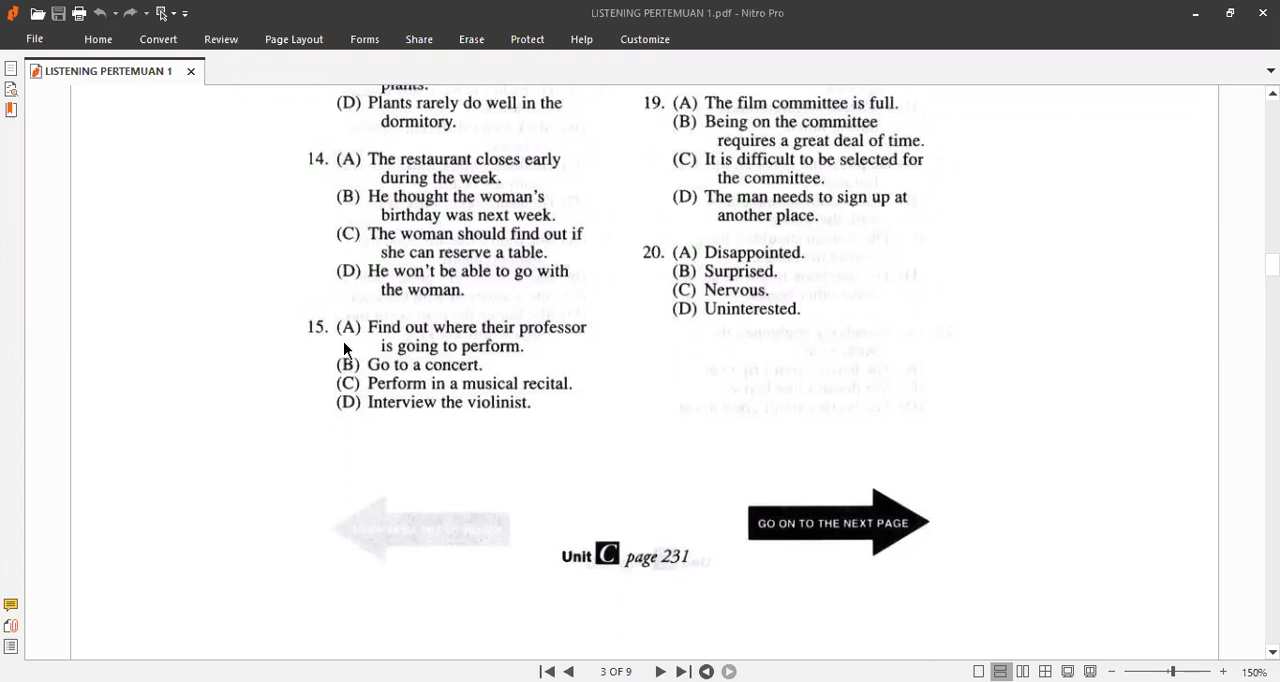 LISTENING PERTEMUAN 1.pdf - Nitro Pro
File Home Convert Review Page Layout Forms Share Erase Protect Help Customize
LISTENING PERTEMUAN 1
plants.
(D) Plants rarely do well in the
dormitory.
14. (A) The restaurant closes early
during the week.
(B) He thought the woman's
birthday was next week.
(C) The woman should find out if
she can reserve a table.
(D) He won't be able to go with
the woman.
15. (A) Find out where their professor
is going to perform.
(B) Go to a concert.
(C) Perform in a musical recital.
(D) Interview the violinist.
19. (A) The film committee is full.
(B) Being on the committee
requires a great deal of time.
(C) It is difficult to be selected for
the committee.
(D) The man needs to sign up at
another place.
20. (A) Disappointed.
(B) Surprised.
(C) Nervous.
(D) Uninterested.
GO ON TO THE NEXT PAGE
Unit C page 231
3 OF 9
150%